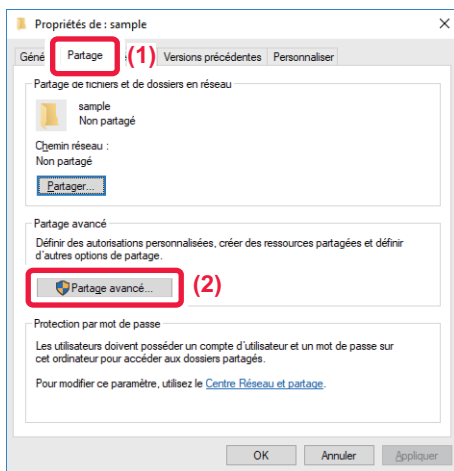 Propriétés de : sample
Géné Partage (1) Versions précédentes Personnaliser
Partage de fichiers et de dossiers en réseau
sample
Non partagé
Chemin réseau :
Non partagé
Partager...
Partage avancé
Définir des autorisations personnalisées, créer des ressources partagées et définir
d'autres options de partage.
Partage avancé... (2)
Protection par mot de passe
Les utilisateurs doivent posséder un compte d'utilisateur et un mot de passe sur
cet ordinateur pour accéder aux dossiers partagés.
Pour modifier ce paramètre, utilisez le Centre Réseau et partage.
OK Annuler Appliquer